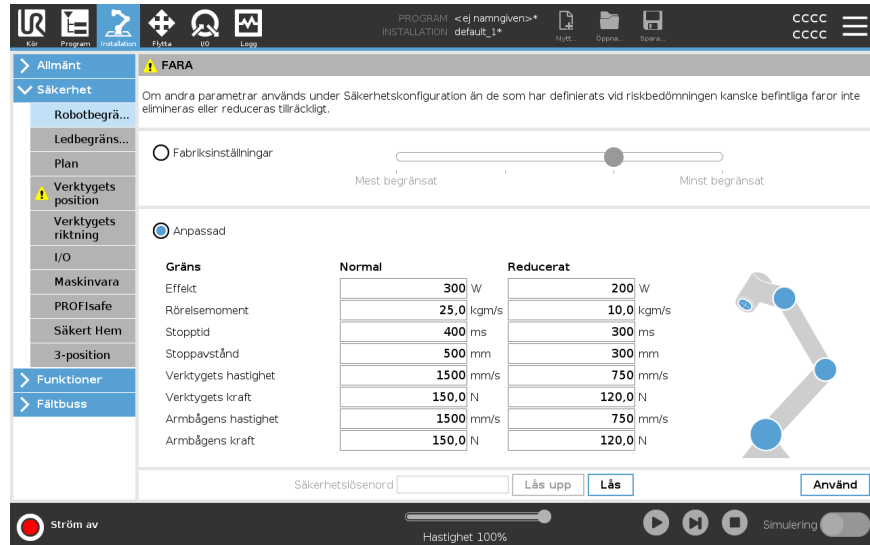 UR
Kör
Program
Installation
Flytta
I/O
Logg
PROGRAM <ej namngiven>*
INSTALLATION default_1*
Nytt...
Öppna...
Spara...
cccc
cccc
Allmänt
Säkerhet
Robotbegrä...
Ledbegräns...
Plan
Verktygets
position
Verktygets
riktning
I/O
Maskinvara
PROFIsafe
Säkert Hem
3-position
Funktioner
Fältbuss
FARA
Om andra parametrar används under Säkerhetskonfiguration än de som har definierats vid riskbedömningen kanske befintliga faror inte
elimineras eller reduceras tillräckligt.
Fabriksinställningar
Mest begränsat
Minst begränsat
Anpassad
Gräns Normal Reducerat
Effekt 300 W 200 W
Rörelsemoment 25,0 kgm/s 10,0 kgm/s
Stopptid 400 ms 300 ms
Stoppavstånd 500 mm 300 mm
Verktygets hastighet 1500 mm/s 750 mm/s
Verktygets kraft 150,0 N 120,0 N
Armbågens hastighet 1500 mm/s 750 mm/s
Armbågens kraft 150,0 N 120,0 N
Säkerhetslösenord
Lås upp
Lås
Använd
Ström av
Hastighet 100%
Simulering